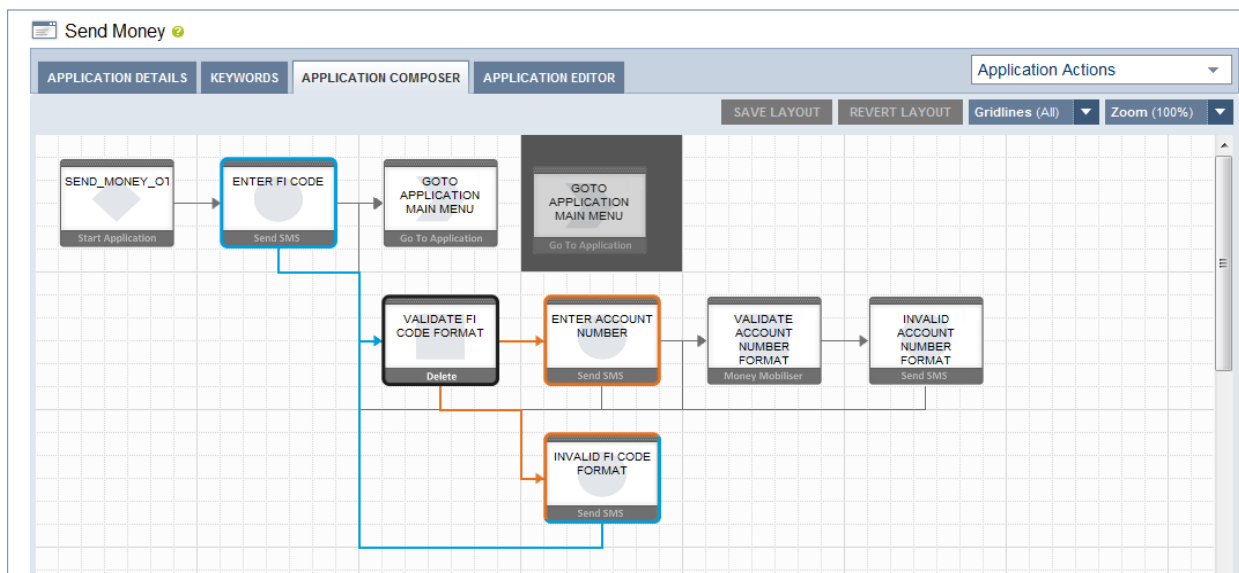 Send Money
APPLICATION DETAILS
KEYWORDS
APPLICATION COMPOSER
APPLICATION EDITOR
Application Actions
SAVE LAYOUT
REVERT LAYOUT
Gridlines (All)
Zoom (100%)
SEND_MONEY_OT
Start Application
ENTER FI CODE
Send SMS
GOTO
APPLICATION
MAIN MENU
Go To Application
GOTO
APPLICATION
MAIN MENU
Go To Application
VALIDATE FI
CODE FORMAT
Delete
ENTER ACCOUNT
NUMBER
Send SMS
VALIDATE
ACCOUNT
NUMBER
FORMAT
Money Mobiliser
INVALID
ACCOUNT
NUMBER
FORMAT
Send SMS
INVALID FI CODE
FORMAT
Send SMS